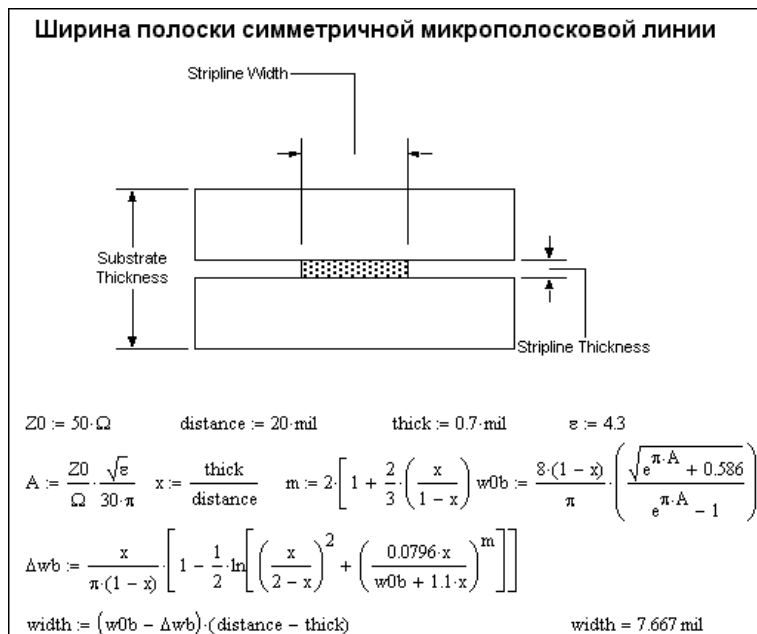 Ширина полоски симметричной микрополосковой линии
Stripline Width
Substrate
Thickness
Stripline Thickness
Z0 := 50·Ω distance := 20·mil thick := 0.7·mil ε := 4.3
A := Z0/Ω · √ε/(30·π) x := thick/distance m := 2·[1 + 2/3·(x/(1 − x)) w0b := 8·(1 − x)/π · (√(e^(π·A) + 0.586)/(e^(π·A) − 1))
Δwb := x/(π·(1 − x)) · [1 − 1/2·ln[(x/(2 − x))^2 + (0.0796·x/(w0b + 1.1·x))^m]]
width := (w0b − Δwb)·(distance − thick) width = 7.667 mil